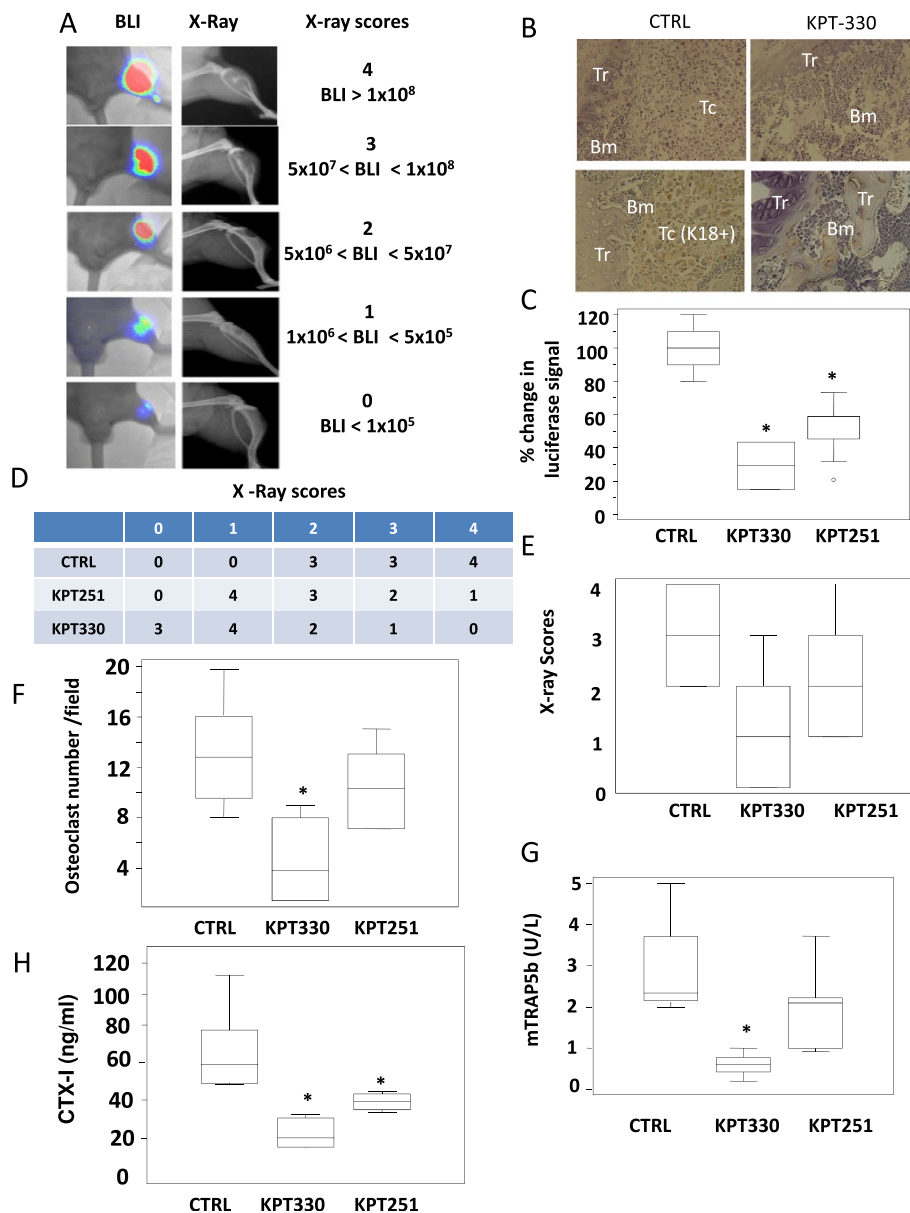 A
BLI X-Ray X-ray scores
4
BLI > 1x10⁸
3
5x10⁷ < BLI < 1x10⁸
2
5x10⁶ < BLI < 5x10⁷
1
1x10⁶ < BLI < 5x10⁵
0
BLI < 1x10⁵
B
CTRL KPT-330
Tr Tc Bm
Tr Bm
Bm Tr Tc (K18+)
Tr Tr Bm
C
% change in
luciferase signal
120
100
80
60
40
20
0
* *
CTRL KPT330 KPT251
D
X -Ray scores
0 1 2 3 4
CTRL 0 0 3 3 4
KPT251 0 4 3 2 1
KPT330 3 4 2 1 0
E
X-ray Scores
4
3
2
1
0
CTRL KPT330 KPT251
F
Osteoclast number /field
20
16
12
8
4
*
CTRL KPT330 KPT251
G
mTRAP5b (U/L)
5
4
3
2
1
0
*
CTRL KPT330 KPT251
H
CTX-I (ng/ml)
120
100
80
60
40
20
0
* *
CTRL KPT330 KPT251